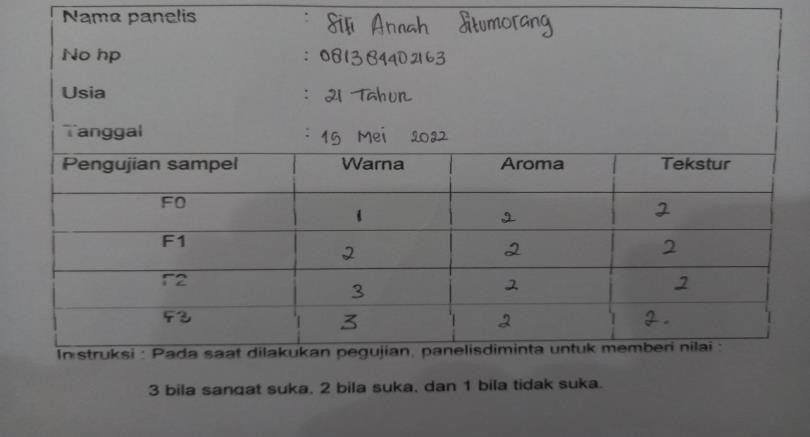 Nama panelis : Siti Annah Situmorang
No hp : 081384402163
Usia : 21 Tahun
Tanggal : 15 Mei 2022
Pengujian sampel Warna Aroma Tekstur
F0 1 2 2
F1 2 2 2
F2 3 2 2
F3 3 2 2.
Instruksi : Pada saat dilakukan pegujian, panelisdiminta untuk memberi nilai :
3 bila sangat suka, 2 bila suka, dan 1 bila tidak suka.